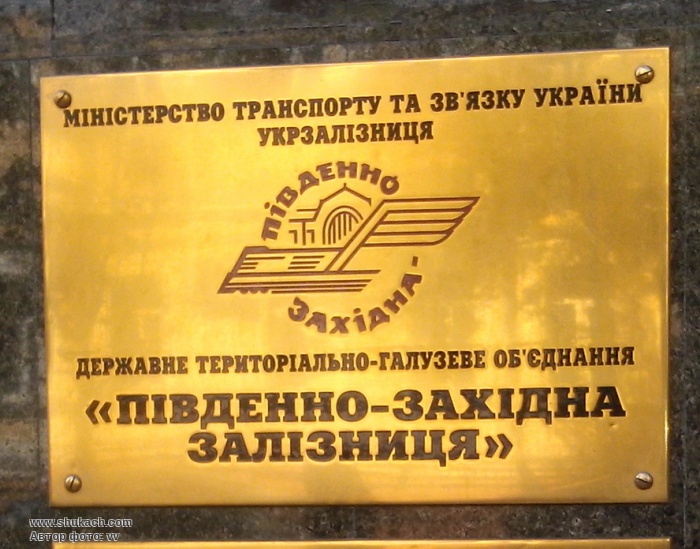 МІНІСТЕРСТВО ТРАНСПОРТУ ТА ЗВ'ЯЗКУ УКРАЇНИ
УКРЗАЛІЗНИЦЯ
ПІВДЕННО
ЗАХІДНА-
ДЕРЖАВНЕ ТЕРИТОРІАЛЬНО-ГАЛУЗЕВЕ ОБ'ЄДНАННЯ
«ПІВДЕННО-ЗАХІДНА
ЗАЛІЗНИЦЯ»
www.shukach.com
Автор фото: vv